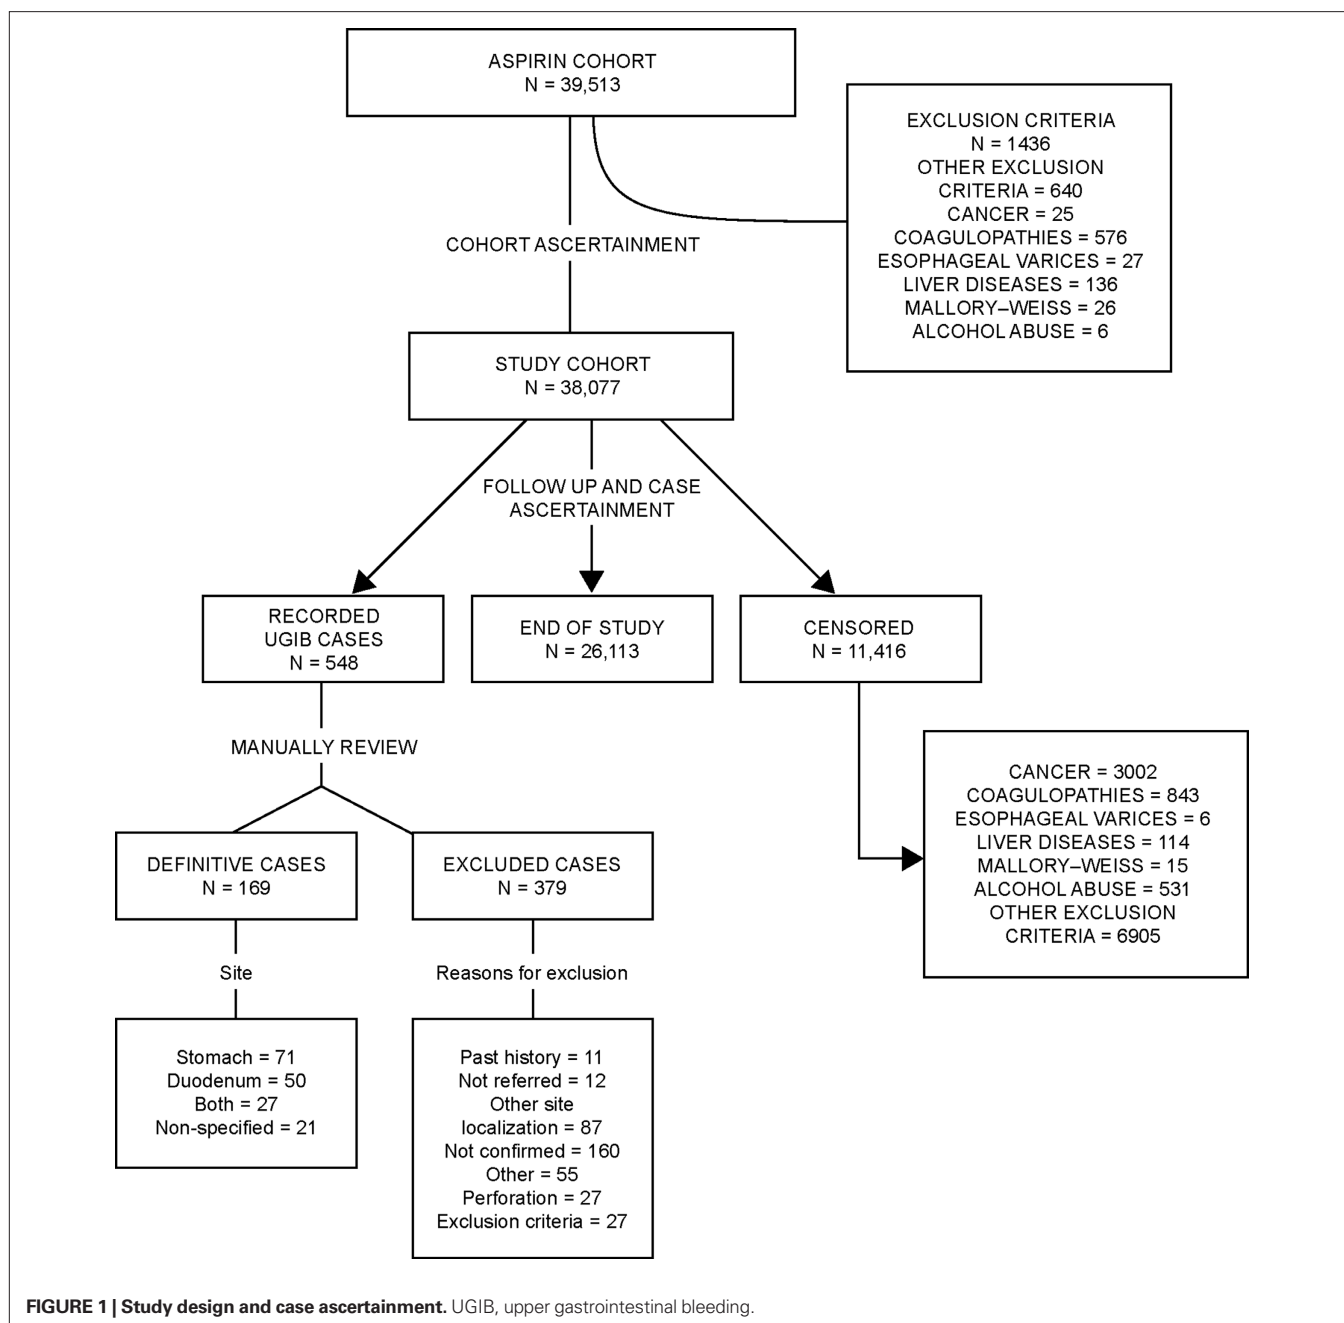 ASPIRIN COHORT
N = 39,513
EXCLUSION CRITERIA
N = 1436
OTHER EXCLUSION
CRITERIA = 640
CANCER = 25
COAGULOPATHIES = 576
ESOPHAGEAL VARICES = 27
LIVER DISEASES = 136
MALLORY–WEISS = 26
ALCOHOL ABUSE = 6
COHORT ASCERTAINMENT
STUDY COHORT
N = 38,077
FOLLOW UP AND CASE
ASCERTAINMENT
RECORDED
UGIB CASES
N = 548
END OF STUDY
N = 26,113
CENSORED
N = 11,416
MANUALLY REVIEW
CANCER = 3002
COAGULOPATHIES = 843
ESOPHAGEAL VARICES = 6
LIVER DISEASES = 114
MALLORY–WEISS = 15
ALCOHOL ABUSE = 531
OTHER EXCLUSION
CRITERIA = 6905
DEFINITIVE CASES
N = 169
EXCLUDED CASES
N = 379
Site
Reasons for exclusion
Stomach = 71
Duodenum = 50
Both = 27
Non-specified = 21
Past history = 11
Not referred = 12
Other site
localization = 87
Not confirmed = 160
Other = 55
Perforation = 27
Exclusion criteria = 27
FIGURE 1 | Study design and case ascertainment. UGIB, upper gastrointestinal bleeding.